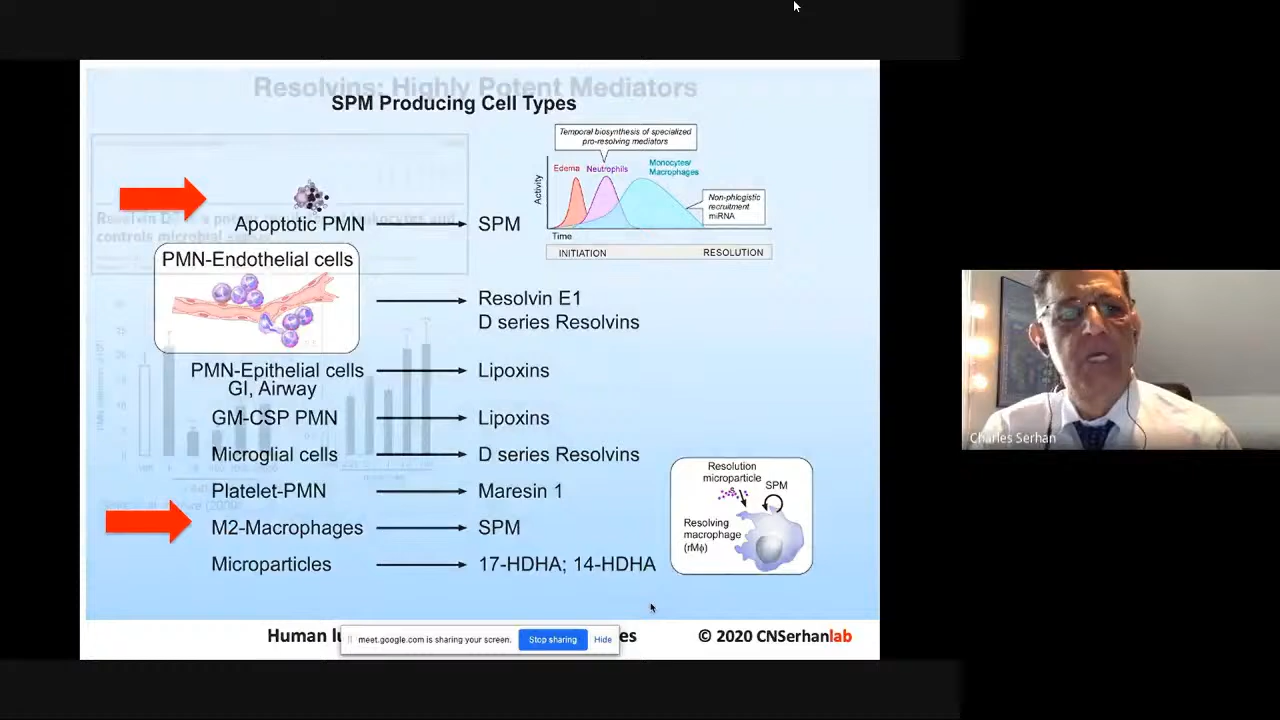 Resolvins: Highly Potent Mediators
SPM Producing Cell Types
Temporal biosynthesis of specialized
pro-resolving mediators
Edema
Neutrophils
Monocytes/
Macrophages
Non-phlogistic
recruitment
miRNA
Activity
Time
INITIATION
RESOLUTION
Apoptotic PMN
SPM
controls microbial
PMN-Endothelial cells
Resolvin E1
D series Resolvins
PMN-Epithelial cells
GI, Airway
Lipoxins
GM-CSP PMN
Lipoxins
Microglial cells
D series Resolvins
Platelet-PMN
Maresin 1
M2-Macrophages
SPM
Microparticles
17-HDHA; 14-HDHA
Resolution
microparticle
SPM
Resolving
macrophage
(rMϕ)
Charles Serhan
Human
meet.google.com is sharing your screen.
Stop sharing
Hide
© 2020 CNSerhanlab